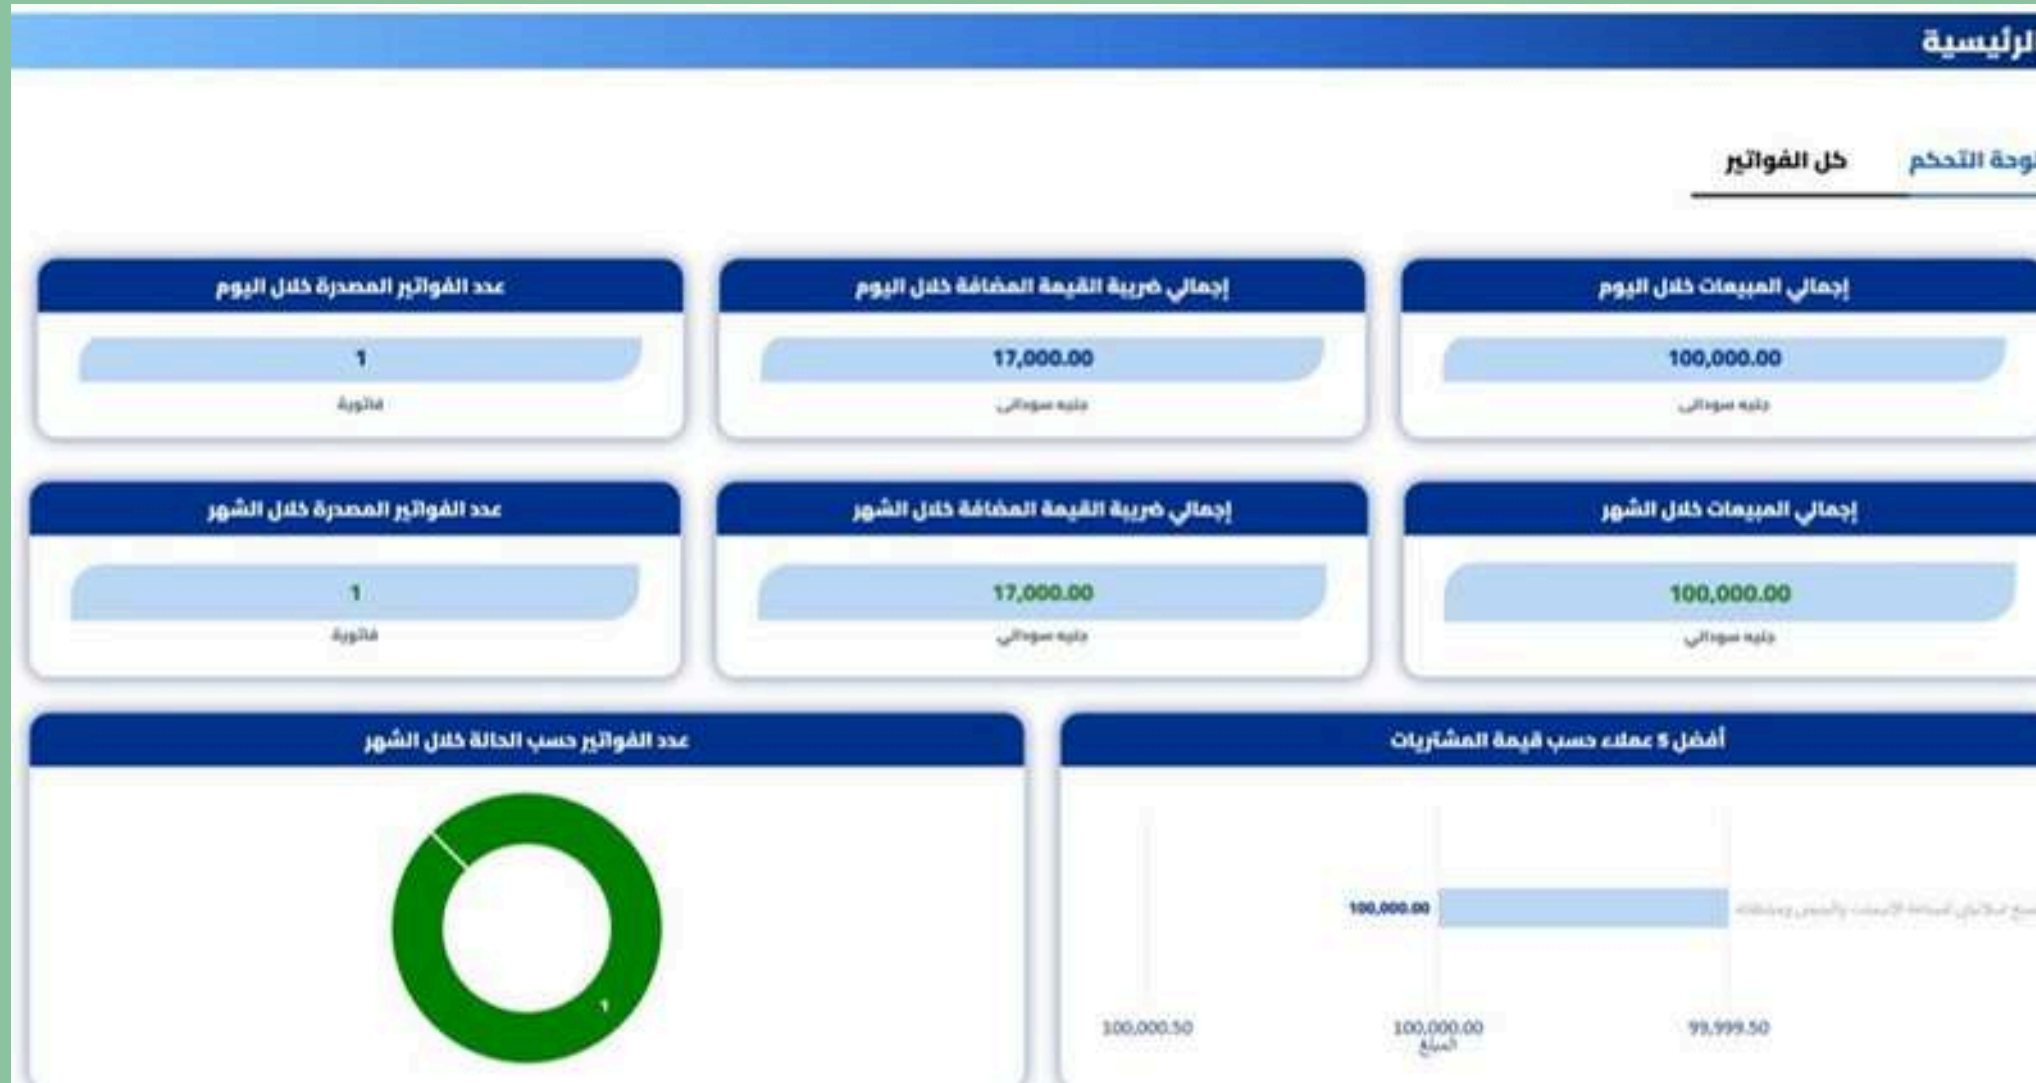 الرئيسية
لوحة التحكم
كل الفواتير
إجمالي المبيعات خلال اليوم
100,000.00
جنيه سوداني
إجمالي ضريبة القيمة المضافة خلال اليوم
17,000.00
جنيه سوداني
عدد الفواتير المصدرة خلال اليوم
1
فاتورة
إجمالي المبيعات خلال الشهر
100,000.00
جنيه سوداني
إجمالي ضريبة القيمة المضافة خلال الشهر
17,000.00
جنيه سوداني
عدد الفواتير المصدرة خلال الشهر
1
فاتورة
أفضل 5 عملاء حسب قيمة المشتريات
100,000.00
99,999.50
100,000.00
100,000.50
المبلغ
عدد الفواتير حسب الحالة خلال الشهر
1